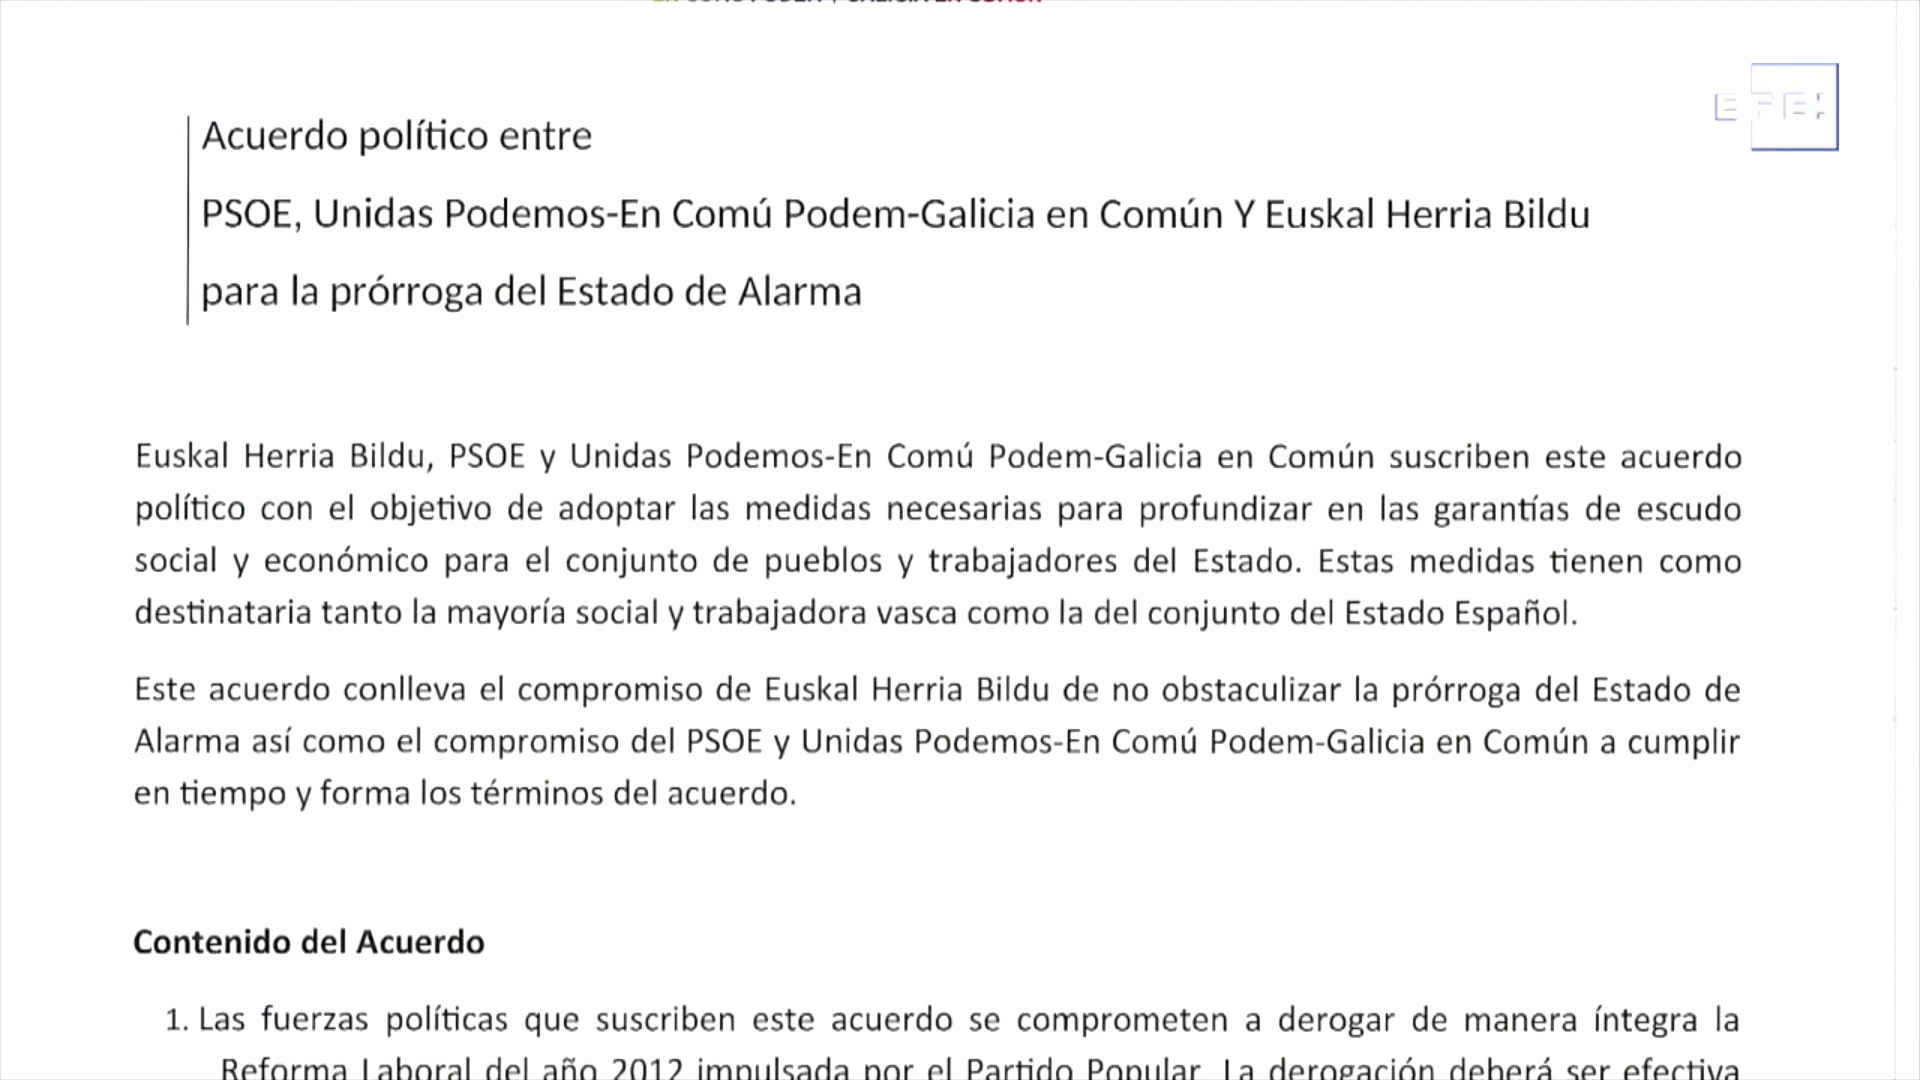 Acuerdo político entre
PSOE, Unidas Podemos-En Comú Podem-Galicia en Común Y Euskal Herria Bildu
para la prórroga del Estado de Alarma
Euskal Herria Bildu, PSOE y Unidas Podemos-En Comú Podem-Galicia en Común suscriben este acuerdo
político con el objetivo de adoptar las medidas necesarias para profundizar en las garantías de escudo
social y económico para el conjunto de pueblos y trabajadores del Estado. Estas medidas tienen como
destinataria tanto la mayoría social y trabajadora vasca como la del conjunto del Estado Español.
Este acuerdo conlleva el compromiso de Euskal Herria Bildu de no obstaculizar la prórroga del Estado de
Alarma así como el compromiso del PSOE y Unidas Podemos-En Comú Podem-Galicia en Común a cumplir
en tiempo y forma los términos del acuerdo.
Contenido del Acuerdo
1. Las fuerzas políticas que suscriben este acuerdo se comprometen a derogar de manera íntegra la
Reforma Laboral del año 2012 impulsada por el Partido Popular. La derogación deberá ser efectiva